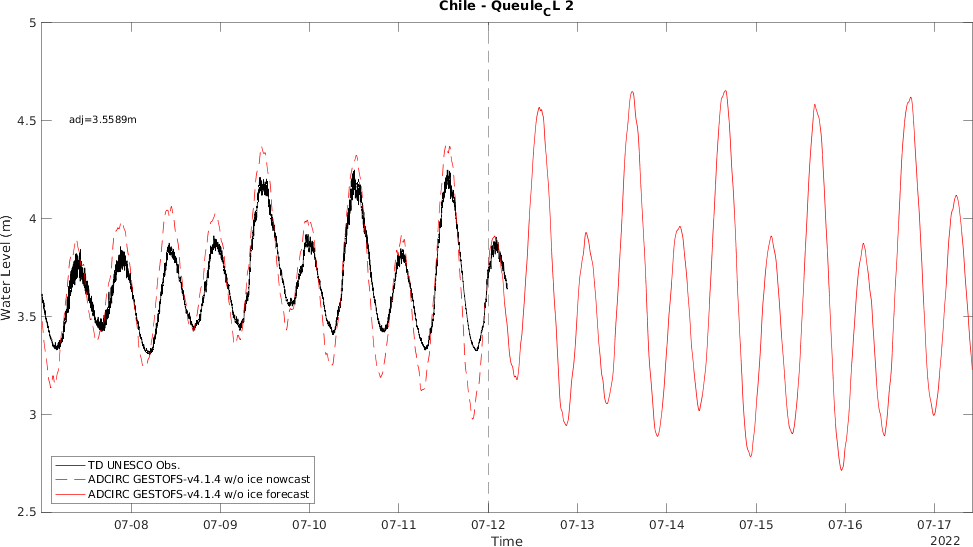 Chile - Queule_CL 2
5
4.5
4
3.5
3
2.5
Water Level (m)
adj=3.5589m
TD UNESCO Obs.
ADCIRC GESTOFS-v4.1.4 w/o ice nowcast
ADCIRC GESTOFS-v4.1.4 w/o ice forecast
07-08 07-09 07-10 07-11 07-12 07-13 07-14 07-15 07-16 07-17
Time
2022